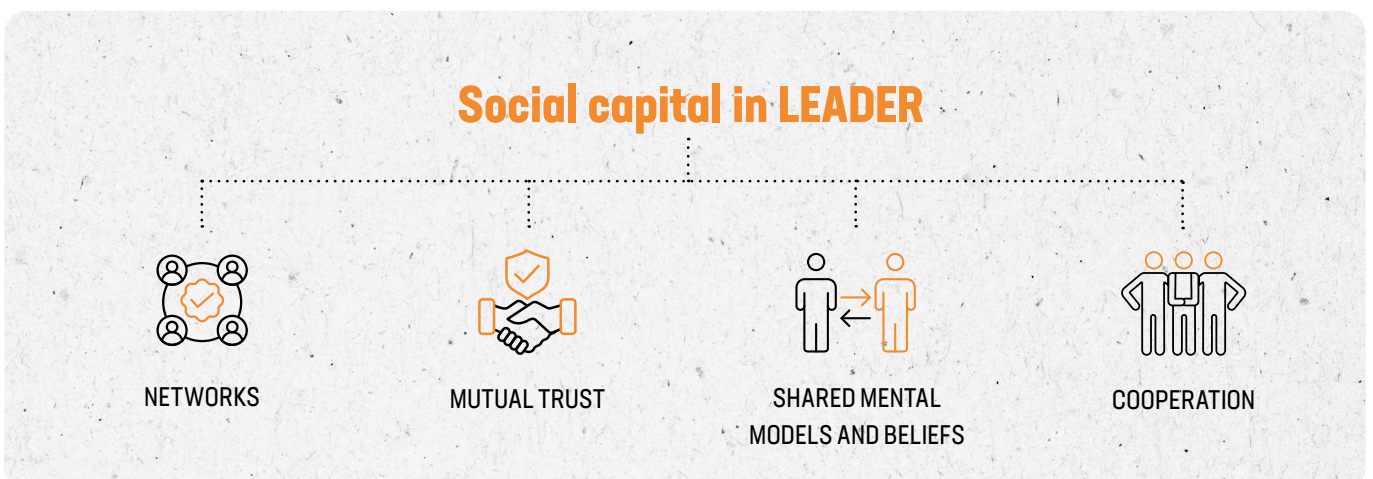 Social capital in LEADER
NETWORKS
MUTUAL TRUST
SHARED MENTAL
MODELS AND BELIEFS
COOPERATION